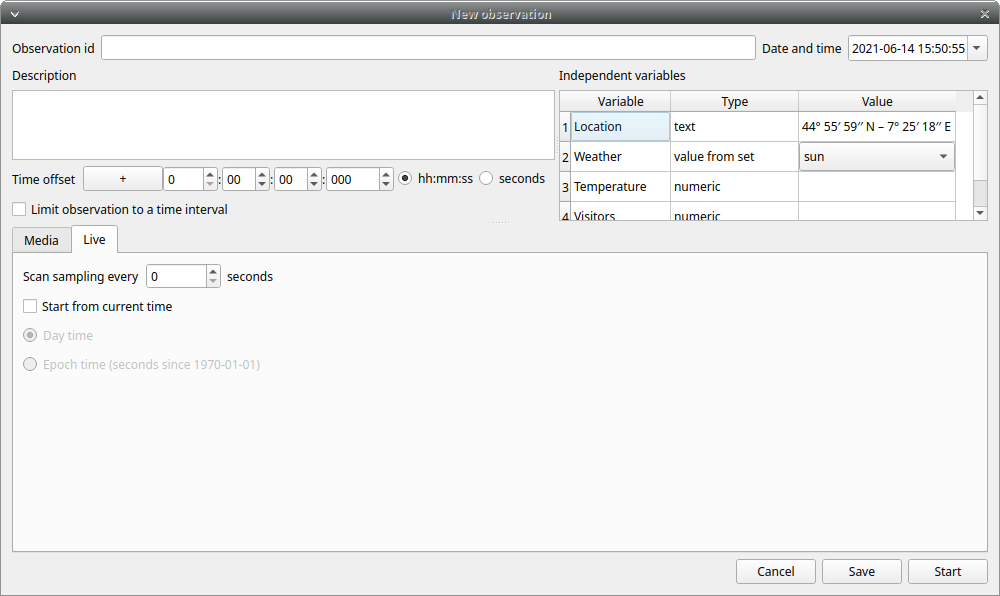 New observation
Observation id Date and time 2021-06-14 15:50:55
Description Independent variables
Variable Type Value
1 Location text 44° 55′ 59″ N – 7° 25′ 18″ E
2 Weather value from set sun
3 Temperature numeric
4 Visitors numeric
Time offset + 0 : 00 : 00 : 000 hh:mm:ss seconds
Limit observation to a time interval
Media Live
Scan sampling every 0 seconds
Start from current time
Day time
Epoch time (seconds since 1970-01-01)
Cancel Save Start